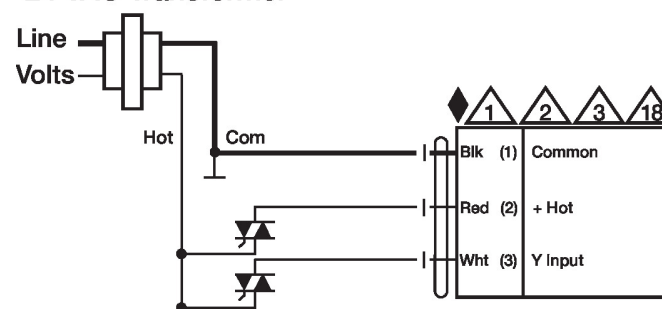 Line
Volts
Hot
Com
1 2 3 18
Blk (1) Common
Red (2) + Hot
Wht (3) Y Input